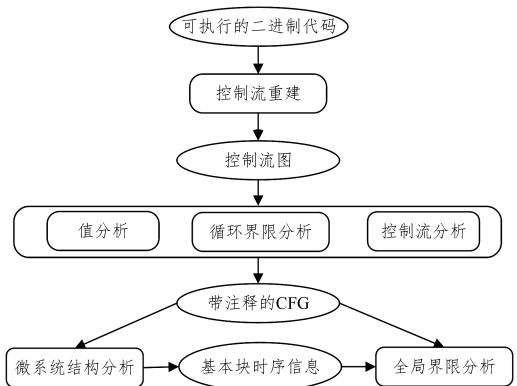 可执行的二进制代码
控制流重建
控制流图
值分析
循环界限分析
控制流分析
带注释的CFG
微系统结构分析
基本块时序信息
全局界限分析